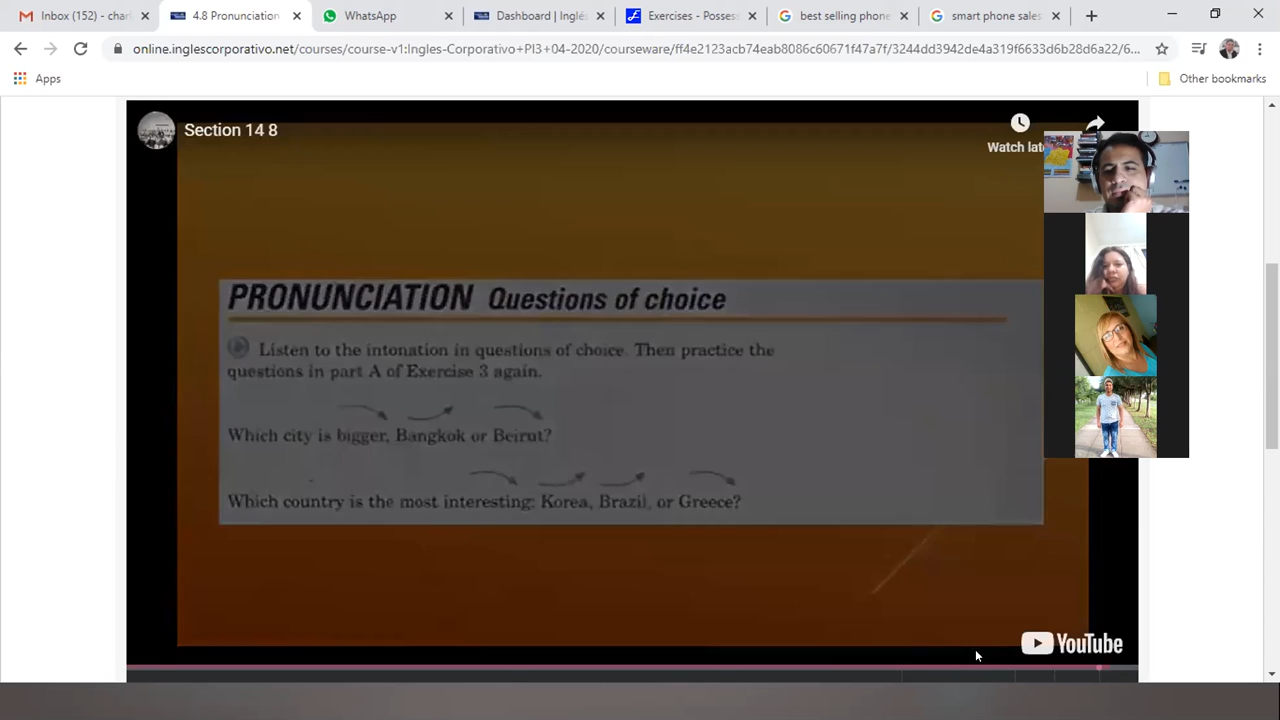 Inbox (152) - char
4.8 Pronunciation
WhatsApp
Dashboard | Inglé
Exercises - Possess
best selling phone
smart phone sales
online.inglescorporativo.net/courses/course-v1:Ingles-Corporativo+PI3+04-2020/courseware/ff4e2123acb74eab8086c60671f47a7f/3244dd3942de4a319f6633d6b28d6a22/6...
Apps
Other bookmarks
Section 14 8
Watch late
PRONUNCIATION Questions of choice
Listen to the intonation in questions of choice. Then practice the
questions in part A of Exercise 3 again.
Which city is bigger, Bangkok or Beirut?
Which country is the most interesting: Korea, Brazil, or Greece?
YouTube